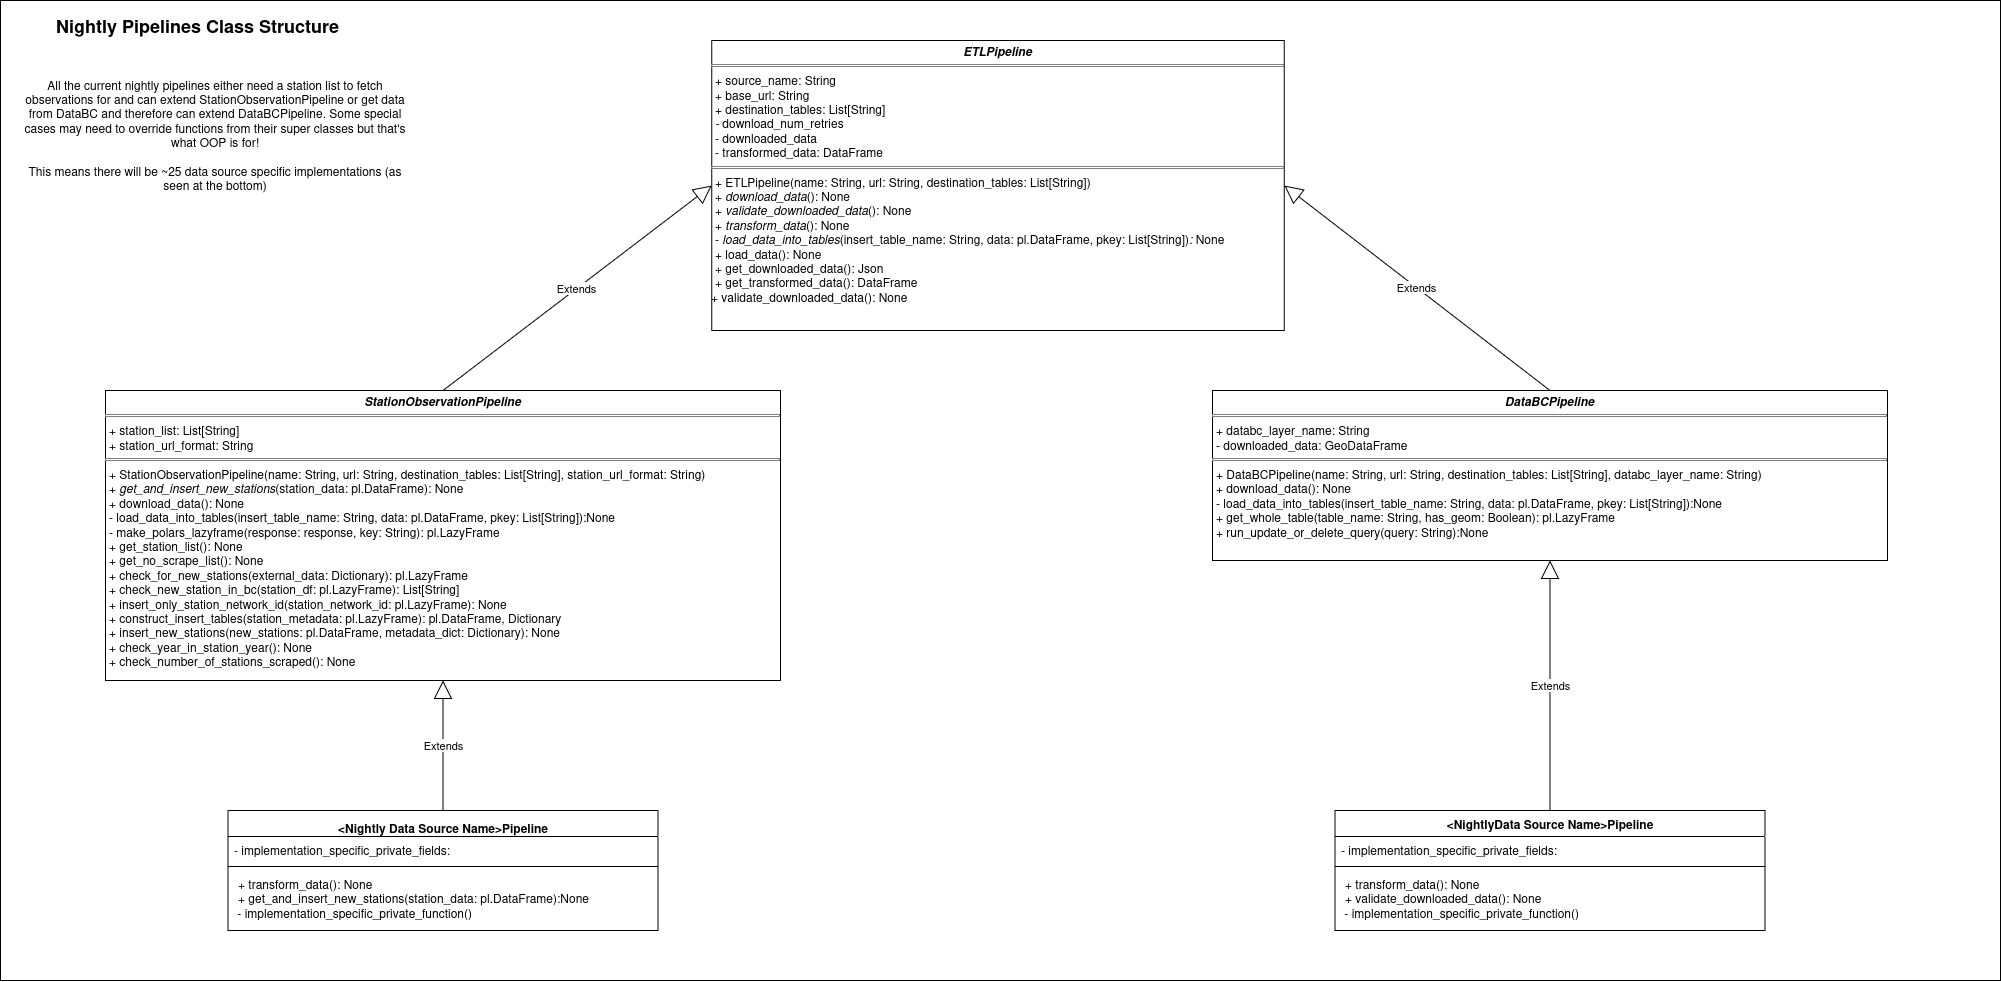 Nightly Pipelines Class Structure
All the current nightly pipelines either need a station list to fetch
observations for and can extend StationObservationPipeline or get data
from DataBC and therefore can extend DataBCPipeline. Some special
cases may need to override functions from their super classes but that's
what OOP is for!
This means there will be ~25 data source specific implementations (as
seen at the bottom)
ETLPipeline
+ source_name: String
+ base_url: String
+ destination_tables: List[String]
- download_num_retries
- downloaded_data
- transformed_data: DataFrame
+ ETLPipeline(name: String, url: String, destination_tables: List[String])
+ download_data(): None
+ validate_downloaded_data(): None
+ transform_data(): None
- load_data_into_tables(insert_table_name: String, data: pl.DataFrame, pkey: List[String]): None
+ load_data(): None
+ get_downloaded_data(): Json
+ get_transformed_data(): DataFrame
+ validate_downloaded_data(): None
Extends
Extends
StationObservationPipeline
+ station_list: List[String]
+ station_url_format: String
+ StationObservationPipeline(name: String, url: String, destination_tables: List[String], station_url_format: String)
+ get_and_insert_new_stations(station_data: pl.DataFrame): None
+ download_data(): None
- load_data_into_tables(insert_table_name: String, data: pl.DataFrame, pkey: List[String]):None
- make_polars_lazyframe(response: response, key: String): pl.LazyFrame
+ get_station_list(): None
+ get_no_scrape_list(): None
+ check_for_new_stations(external_data: Dictionary): pl.LazyFrame
+ check_new_station_in_bc(station_df: pl.LazyFrame): List[String]
+ insert_only_station_network_id(station_network_id: pl.LazyFrame): None
+ construct_insert_tables(station_metadata: pl.LazyFrame): pl.DataFrame, Dictionary
+ insert_new_stations(new_stations: pl.DataFrame, metadata_dict: Dictionary): None
+ check_year_in_station_year(): None
+ check_number_of_stations_scraped(): None
DataBCPipeline
+ databc_layer_name: String
- downloaded_data: GeoDataFrame
+ DataBCPipeline(name: String, url: String, destination_tables: List[String], databc_layer_name: String)
+ download_data(): None
- load_data_into_tables(insert_table_name: String, data: pl.DataFrame, pkey: List[String]):None
+ get_whole_table(table_name: String, has_geom: Boolean): pl.LazyFrame
+ run_update_or_delete_query(query: String):None
Extends
Extends
<Nightly Data Source Name>Pipeline
- implementation_specific_private_fields:
+ transform_data(): None
+ get_and_insert_new_stations(station_data: pl.DataFrame):None
- implementation_specific_private_function()
<NightlyData Source Name>Pipeline
- implementation_specific_private_fields:
+ transform_data(): None
+ validate_downloaded_data(): None
- implementation_specific_private_function()